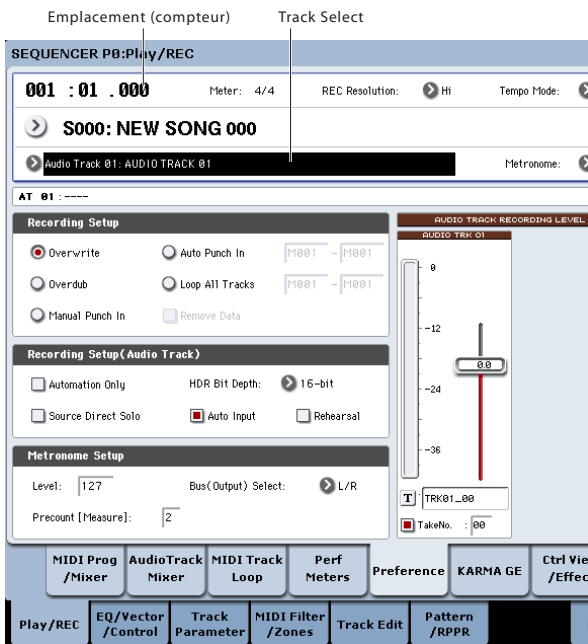 Emplacement (compteur) Track Select
SEQUENCER P0:Play/REC
001 :01 .000 Meter: 4/4 REC Resolution: Hi Tempo Mode:
S000: NEW SONG 000
Audio Track 01: AUDIO TRACK 01 Metronome:
AT 01 :----
Recording Setup
AUDIO TRACK RECORDING LEVEL
AUDIO TRK 01
Overwrite Auto Punch In M001 - M001
Overdub Loop All Tracks M001 - M001
Manual Punch In Remove Data
0
-12
0.0
-24
-36
Recording Setup(Audio Track)
Automation Only HDR Bit Depth: 16-bit
Source Direct Solo Auto Input Rehearsal
Metronome Setup
Level: 127 Bus(Output) Select: L/R
Precount [Measure]: 2
T TRK01_00
TakeNo. : 00
MIDI Prog /Mixer
AudioTrack Mixer
MIDI Track Loop
Perf Meters
Preference
KARMA GE
Ctrl Vie /Effec
Play/REC
EQ/Vector /Control
Track Parameter
MIDI Filter /Zones
Track Edit
Pattern /RPPR